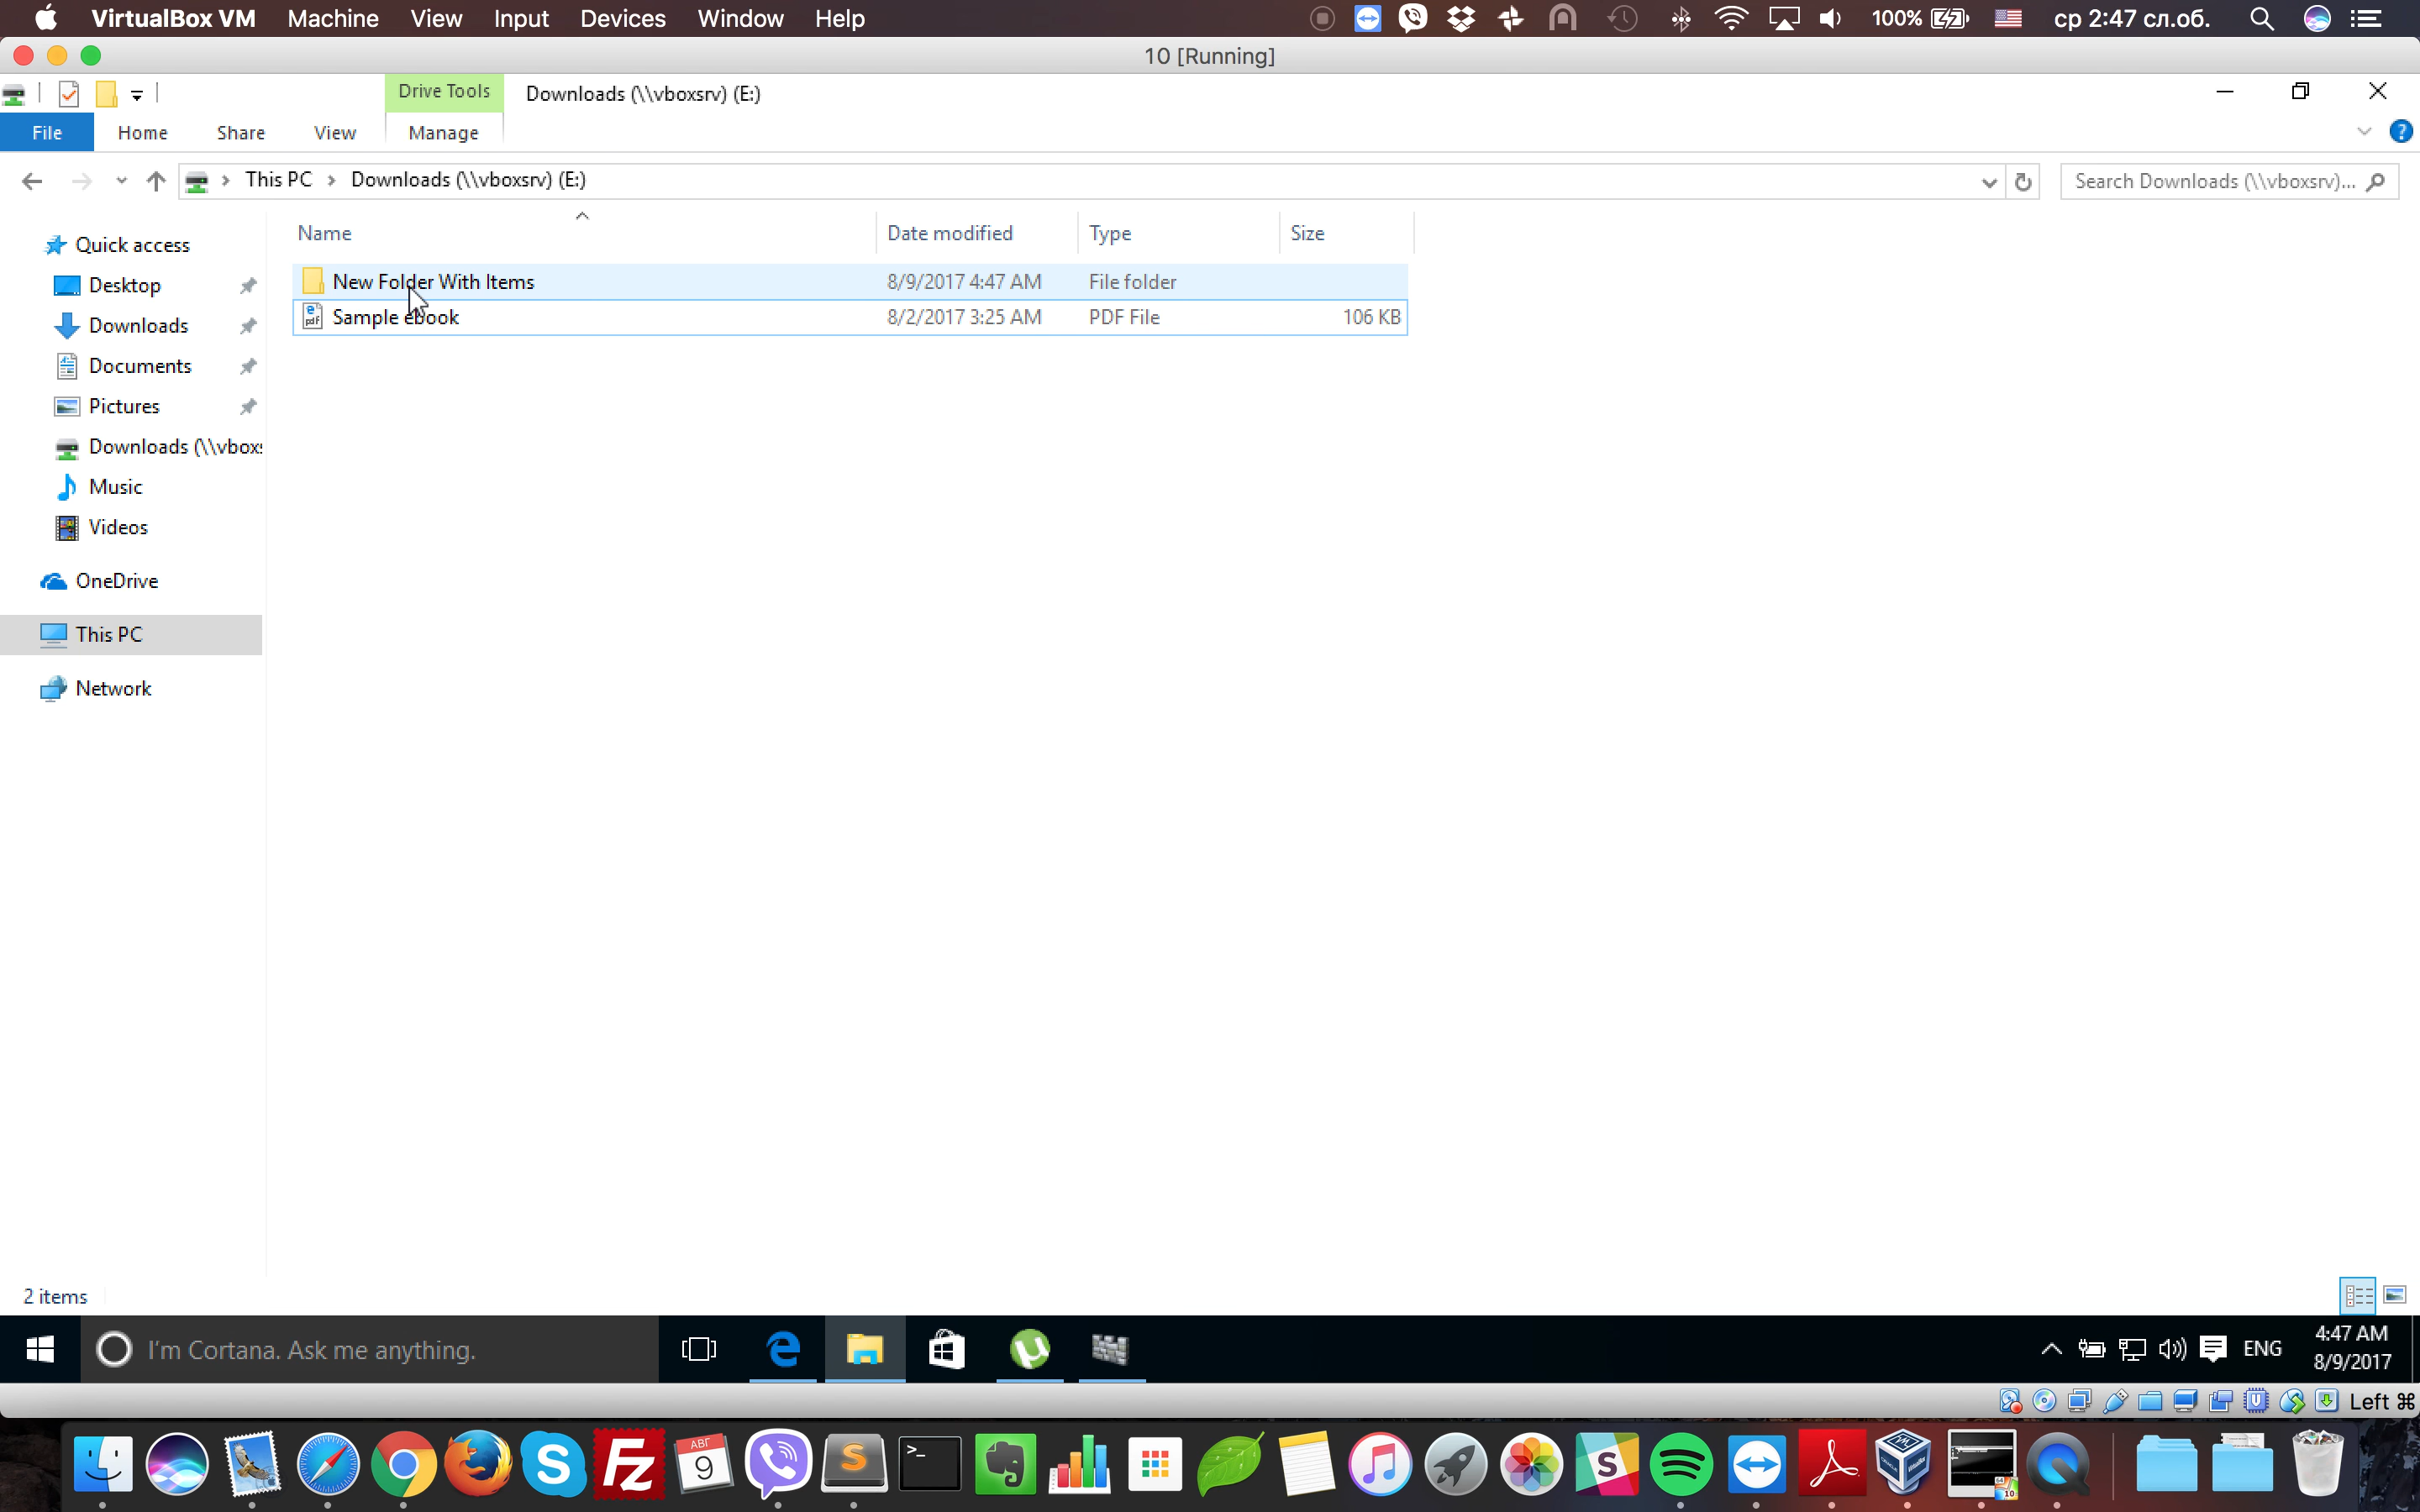 VirtualBox VM Machine View Input Devices Window Help 100% ср 2:47 сл.об.
10 [Running]
Drive Tools Downloads (\\vboxsrv) (E:)
File Home Share View Manage
This PC Downloads (\\vboxsrv) (E:) Search Downloads (\\vboxsrv)...
Name Date modified Type Size
Quick access
Desktop
Downloads
Documents
Pictures
Downloads (\\vbox
Music
Videos
OneDrive
This PC
Network
New Folder With Items 8/9/2017 4:47 AM File folder
Sample ebook 8/2/2017 3:25 AM PDF File 106 KB
2 items
I'm Cortana. Ask me anything. ENG 4:47 AM
8/9/2017
Left ⌘
АВГ
9